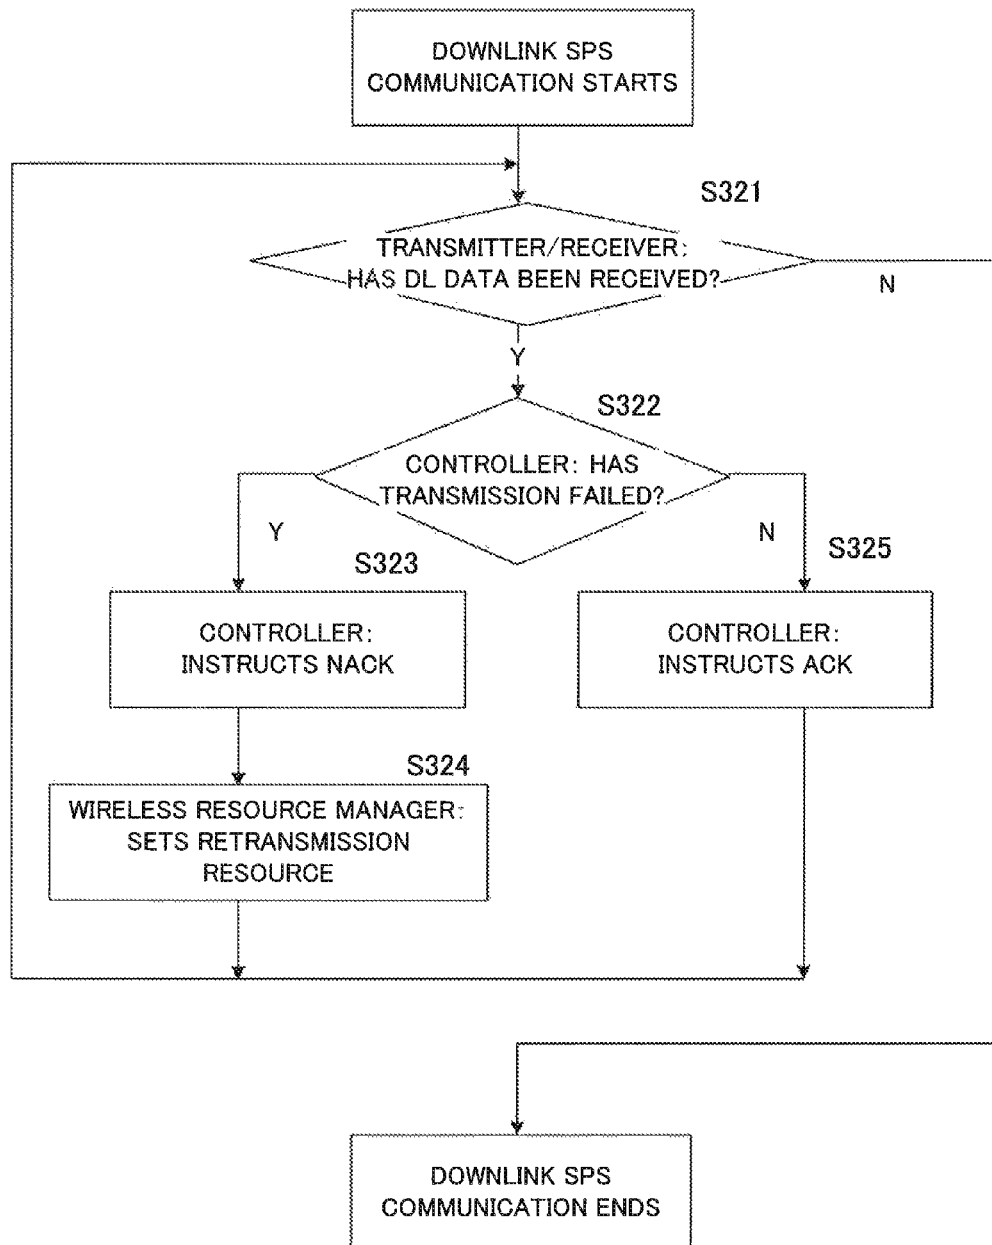 DOWNLINK SPS
COMMUNICATION STARTS
S321
TRANSMITTER/RECEIVER:
HAS DL DATA BEEN RECEIVED?
N
Y
S322
CONTROLLER: HAS
TRANSMISSION FAILED?
Y
N
S323
S325
CONTROLLER:
INSTRUCTS NACK
CONTROLLER:
INSTRUCTS ACK
S324
WIRELESS RESOURCE MANAGER:
SETS RETRANSMISSION
RESOURCE
DOWNLINK SPS
COMMUNICATION ENDS